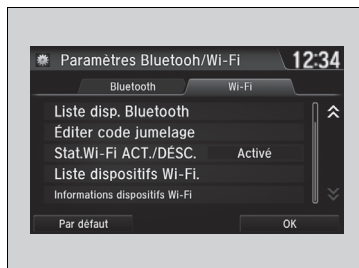 Paramètres Bluetooh/Wi-Fi 12:34
Bluetooth Wi-Fi
Liste disp. Bluetooth
Éditer code jumelage
Stat.Wi-Fi ACT./DÉSC. Activé
Liste dispositifs Wi-Fi.
Informations dispositifs Wi-Fi
Par défaut OK